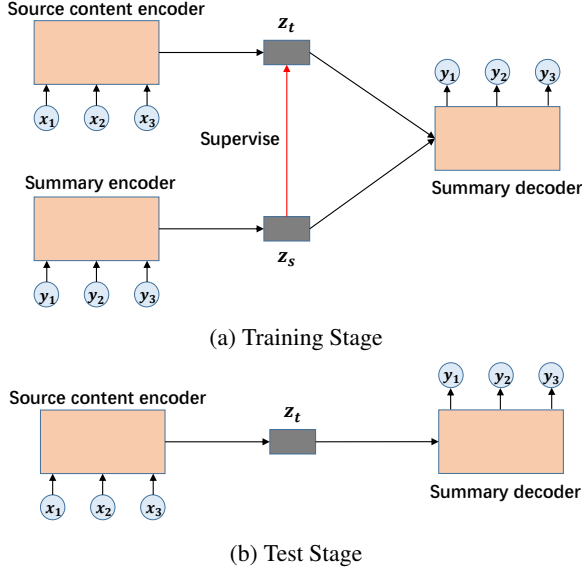 Source content encoder
z_t
x_1 x_2 x_3
y_1 y_2 y_3
Supervise
Summary decoder
Summary encoder
z_s
y_1 y_2 y_3
(a) Training Stage
Source content encoder
z_t
x_1 x_2 x_3
y_1 y_2 y_3
Summary decoder
(b) Test Stage